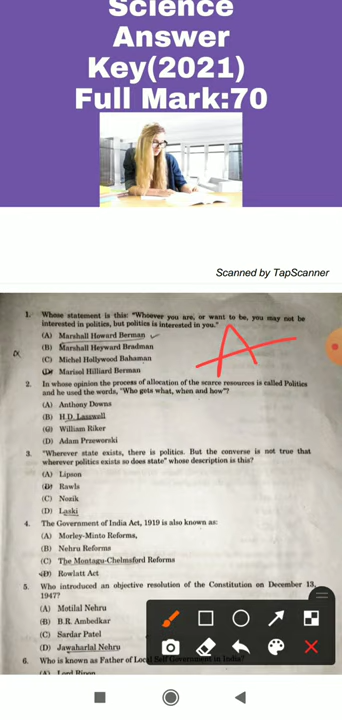 Science
Answer
Key(2021)
Full Mark:70
Scanned by TapScanner
1. Whose statement is this: "Whoever you are, or want to be, you may not be
interested in politics, but politics is interested in you."
(A) Marshall Howard Berman
(B) Marshall Heyward Bradman
(C) Michel Hollywood Bahaman
(D) Marisol Hilliard Berman
A
2. In whose opinion the process of allocation of the scarce resources is called Politics
and he used the words, "Who gets what, when and how"?
(A) Anthony Downs
(B) H.D. Lasswell
(C) William Riker
(D) Adam Przeworski
3. "Wherever state exists, there is politics. But the converse is not true that
wherever politics exists so does state" whose description is this?
(A) Lipson
(B) Rawls
(C) Nozik
(D) Laski
4. The Government of India Act, 1919 is also known as:
(A) Morley-Minto Reforms,
(B) Nehru Reforms
(C) The Montagu-Chelmsford Reforms
(D) Rowlatt Act
5. Who introduced an objective resolution of the Constitution on December 13,
1947?
(A) Motilal Nehru
(B) B.R. Ambedkar
(C) Sardar Patel
(D) Jawaharlal Nehru
6. Who is known as Father of Local Self Government in India?
(A) Lord Ripon